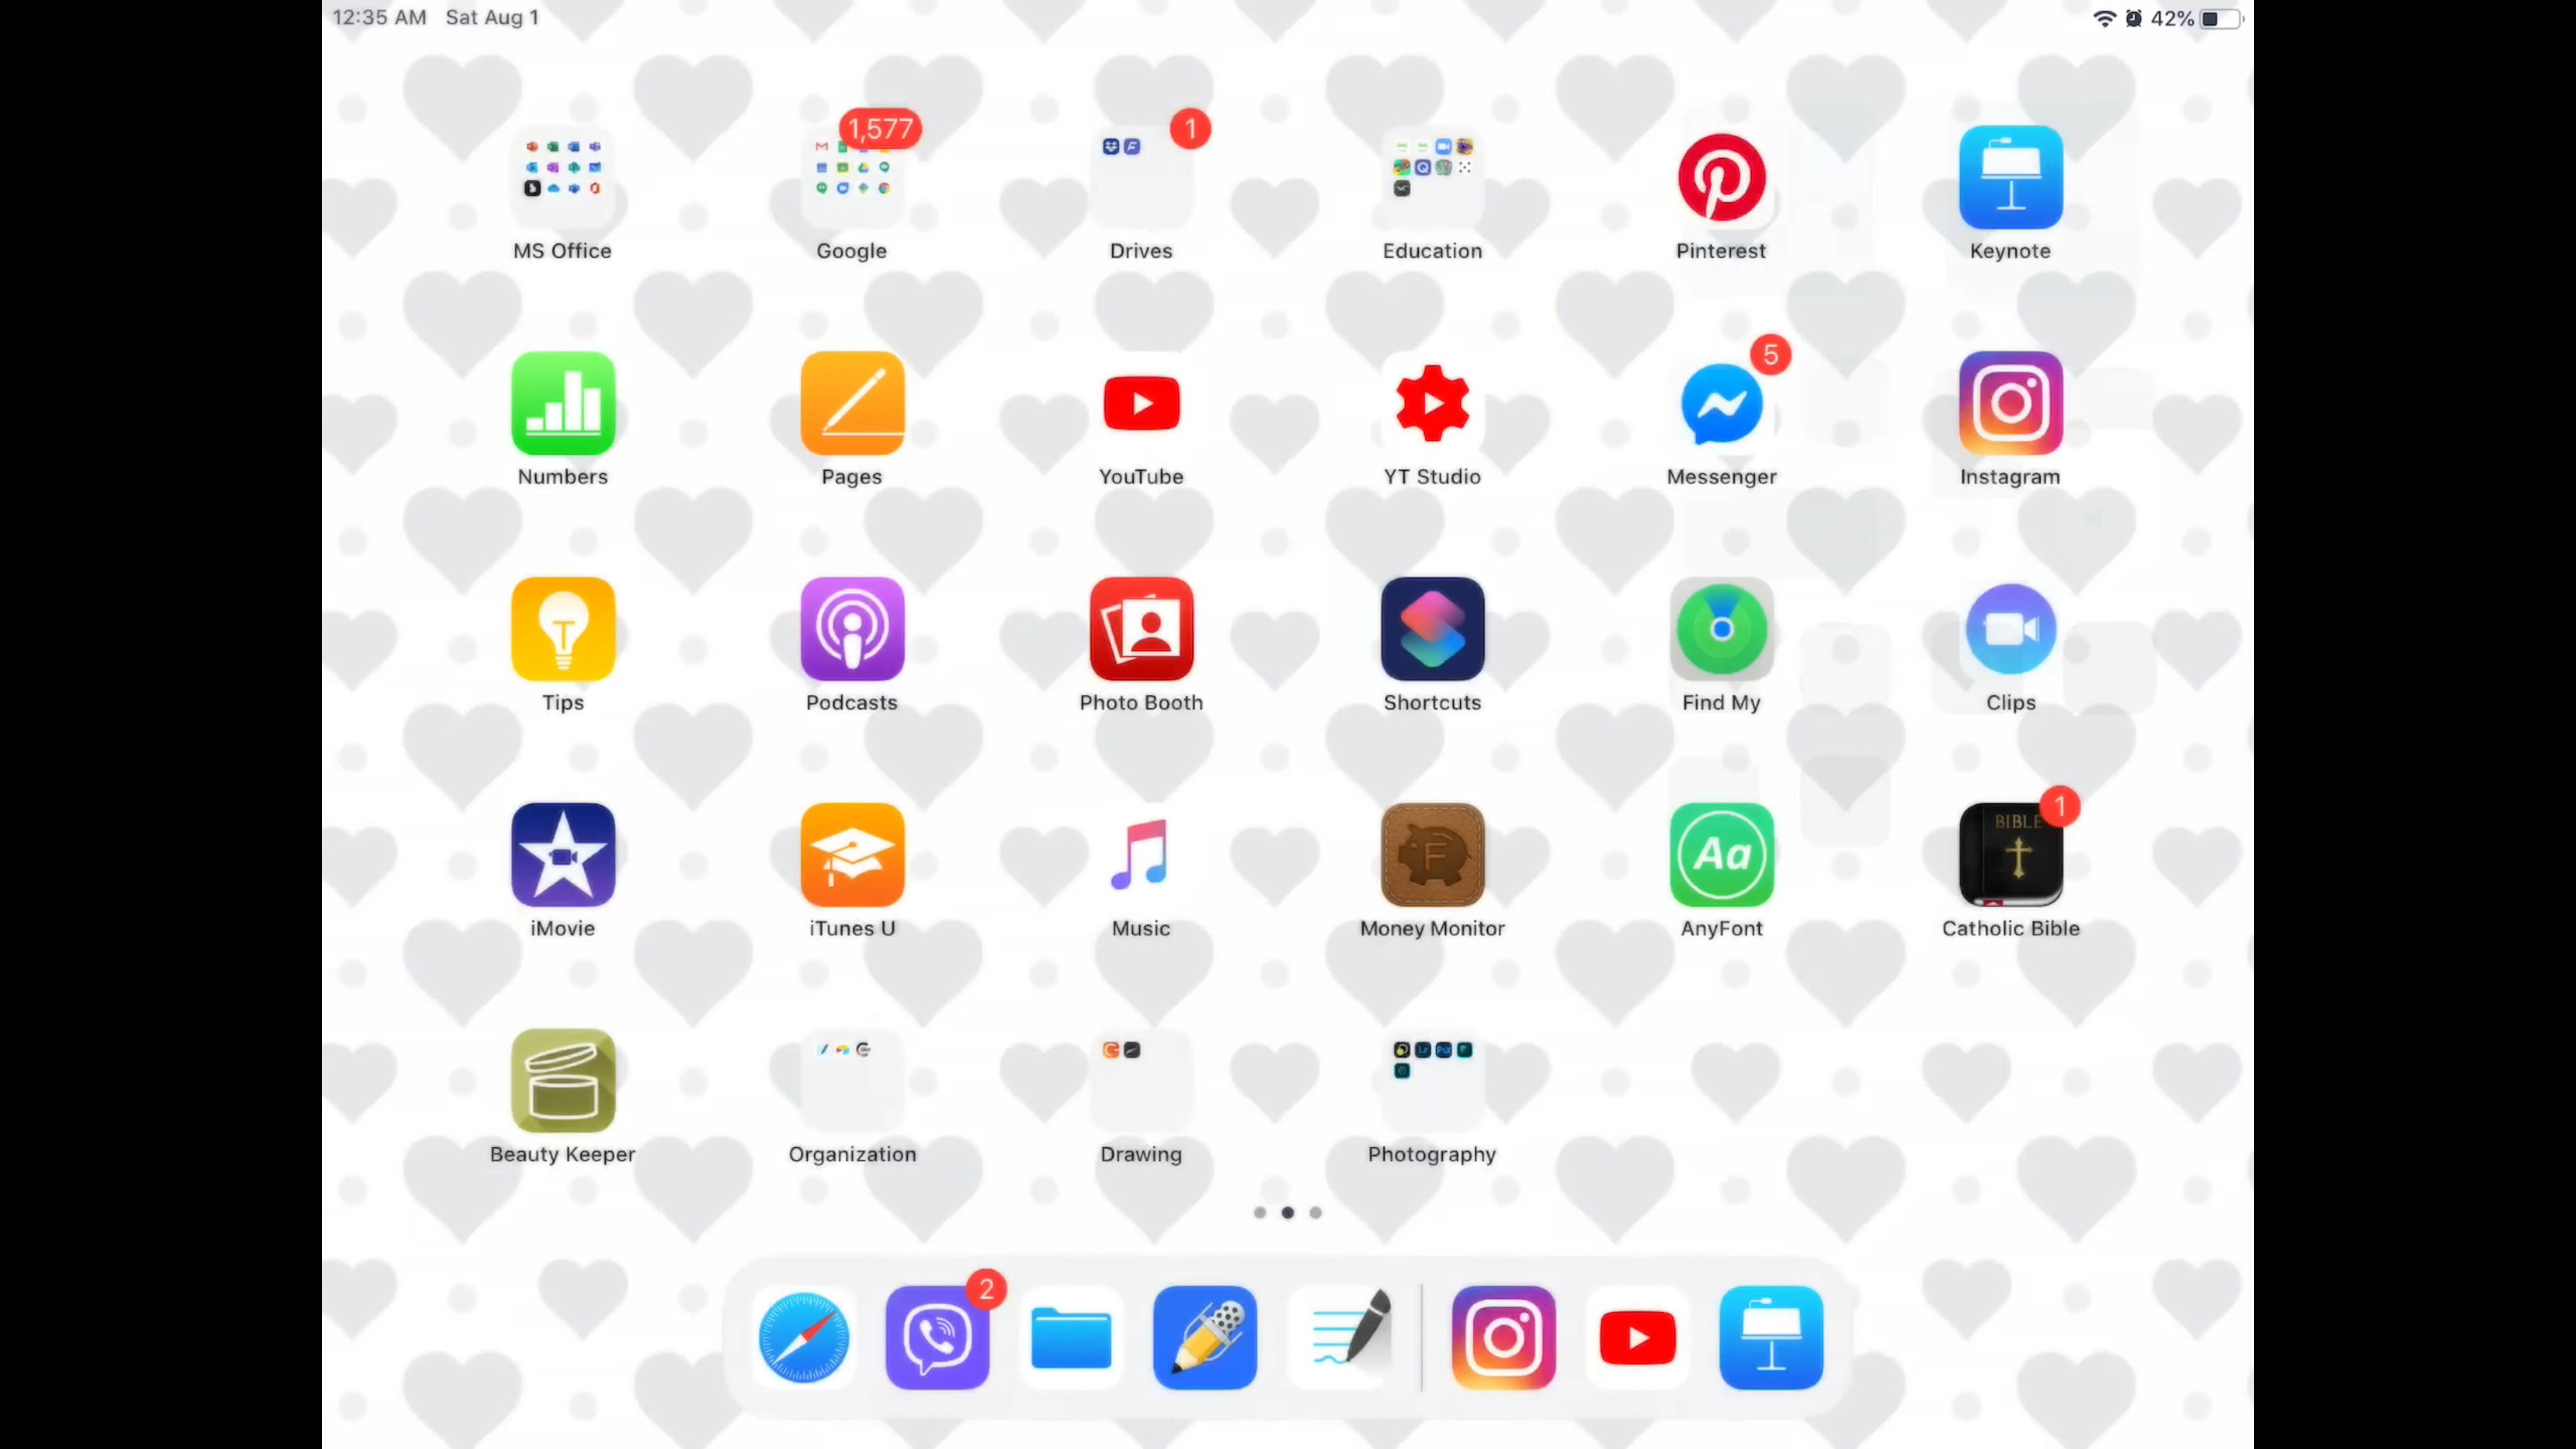 12:35 AM Sat Aug 1 42%
1,577 1
MS Office Google Drives Education Pinterest Keynote
5
Numbers Pages YouTube YT Studio Messenger Instagram
Tips Podcasts Photo Booth Shortcuts Find My Clips
F Aa BIBLE 1
iMovie iTunes U Music Money Monitor AnyFont Catholic Bible
Lr
Beauty Keeper Organization Drawing Photography
2